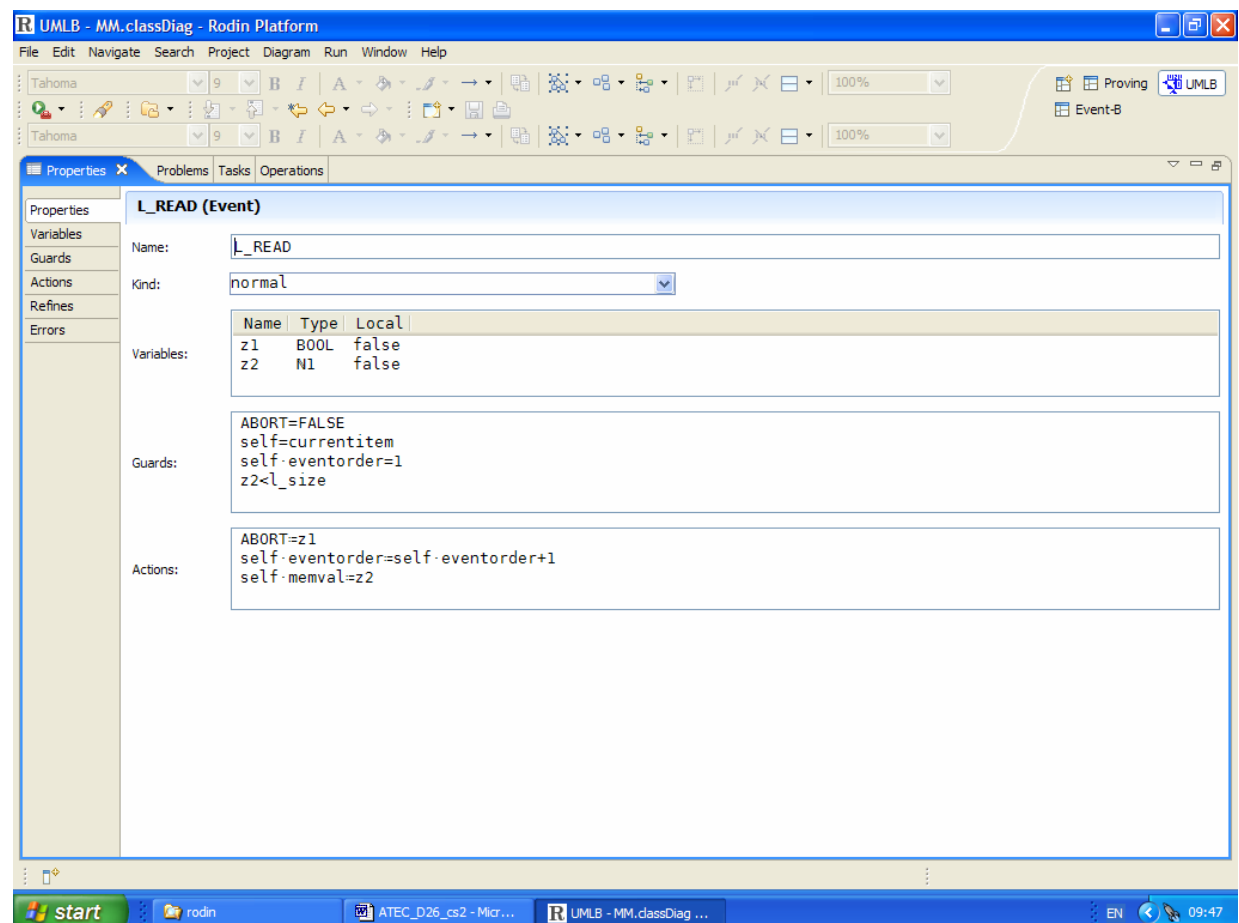 R UMLB - MM.classDiag - Rodin Platform
File Edit Navigate Search Project Diagram Run Window Help
Tahoma 9 B I A 100% Proving UMLB
Event-B
Tahoma 9 B I A 100%
Properties Problems Tasks Operations
Properties L_READ (Event)
Variables
Name: L_READ
Guards
Actions Kind: normal
Refines
Name Type Local
Errors
z1 BOOL false
Variables:
z2 ℕ1 false
ABORT=FALSE
self=currentitem
Guards: self·eventorder=1
z2<l_size
ABORT≔z1
self·eventorder≔self·eventorder+1
Actions:
self·memval≔z2
start rodin ATEC_D26_cs2 - Micr... R UMLB - MM.classDiag ... EN 09:47